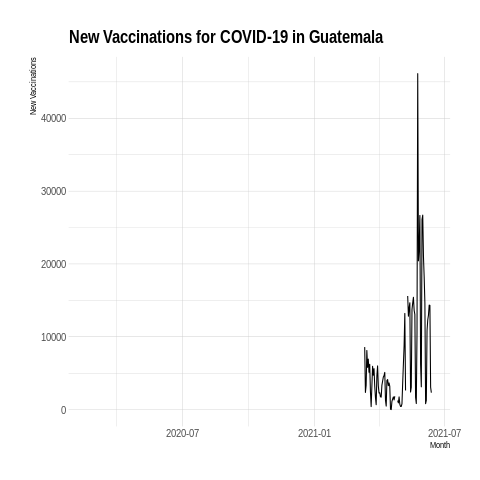 New Vaccinations for COVID-19 in Guatemala
New Vaccinations
40000
30000
20000
10000
0
2020-07
2021-01
2021-07
Month